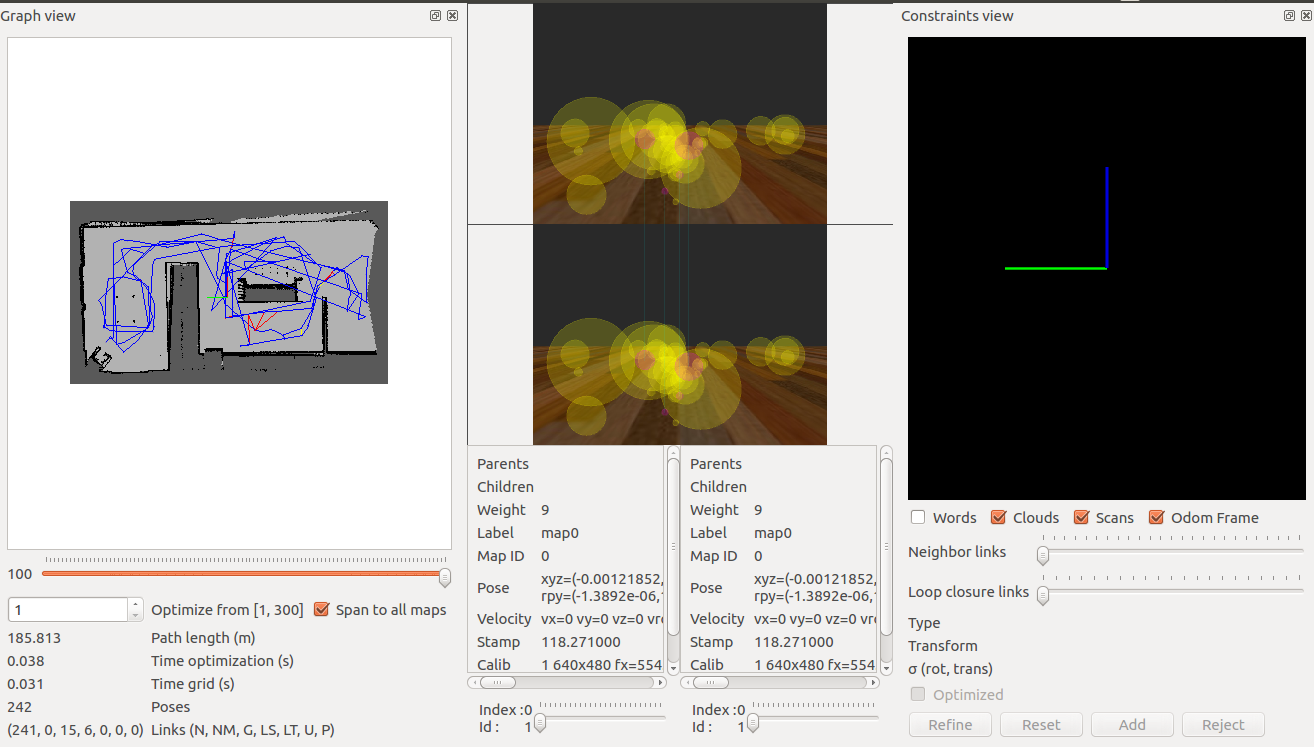 Graph view
100
1 Optimize from [1, 300] Span to all maps
185.813 Path length (m)
0.038 Time optimization (s)
0.031 Time grid (s)
242 Poses
(241, 0, 15, 6, 0, 0, 0) Links (N, NM, G, LS, LT, U, P)
Parents
Children
Weight 9
Label map0
Map ID 0
Pose xyz=(-0.00121852,
rpy=(-1.3892e-06,
Velocity vx=0 vy=0 vz=0
Stamp 118.271000
Calib 1 640x480 fx=554
Index :0
Id : 1
Parents
Children
Weight 9
Label map0
Map ID 0
Pose xyz=(-0.00121852,
rpy=(-1.3892e-06,
Velocity vx=0 vy=0 vz=0
Stamp 118.271000
Calib 1 640x480 fx=554
Index :0
Id : 1
Constraints view
Words Clouds Scans Odom Frame
Neighbor links
Loop closure links
Type
Transform
σ (rot, trans)
Optimized
Refine Reset Add Reject